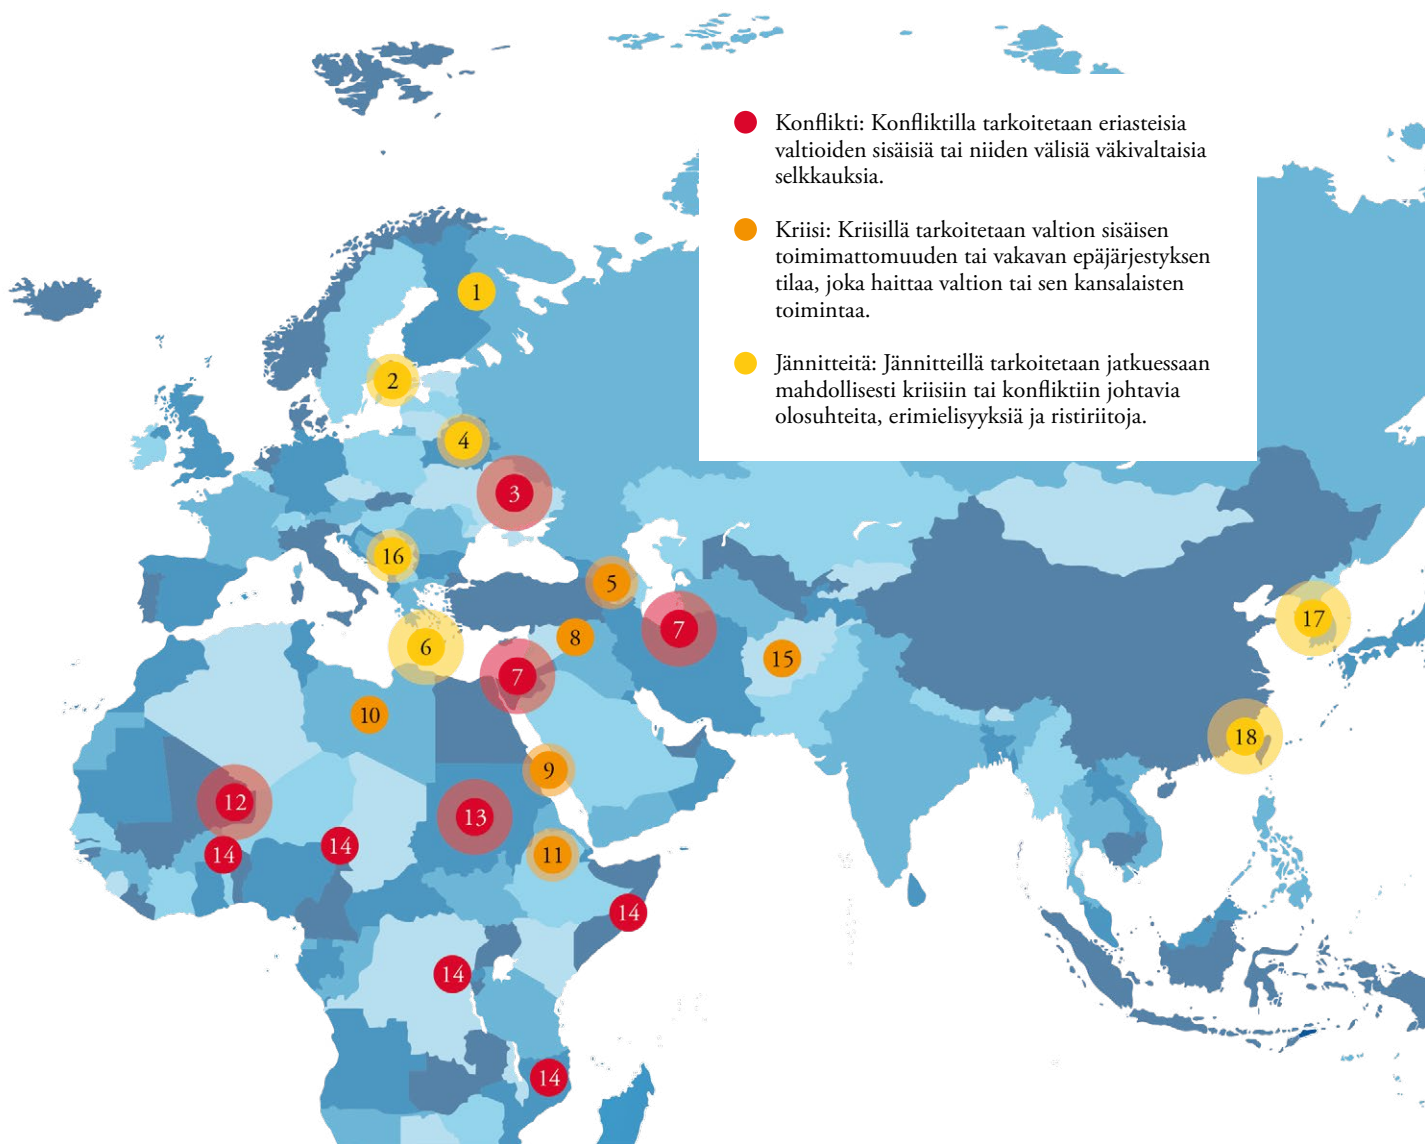 Konflikti: Konfliktilla tarkoitetaan eriasteisia
valtioiden sisäisiä tai niiden välisiä väkivaltaisia
selkkauksia.
Kriisi: Kriisillä tarkoitetaan valtion sisäisen
toimimattomuuden tai vakavan epäjärjestyksen
tilaa, joka haittaa valtion tai sen kansalaisten
toimintaa.
Jännitteitä: Jännitteillä tarkoitetaan jatkuessaan
mahdollisesti kriisiin tai konfliktiin johtavia
olosuhteita, erimielisyyksiä ja ristiriitoja.
1
2
4
3
16
5
7
17
8
6
15
7
10
18
9
12
13
14
14
11
14
14
14